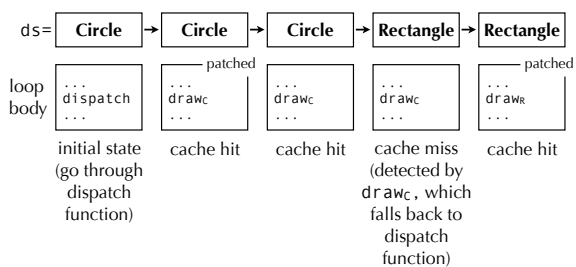 ds= Circle Circle Circle Rectangle Rectangle
patched patched
loop body
...
dispatch
...
...
drawC
...
...
drawC
...
...
drawC
...
...
drawR
...
initial state
(go through
dispatch
function)
cache hit
cache hit
cache miss
(detected by
drawC, which
falls back to
dispatch
function)
cache hit